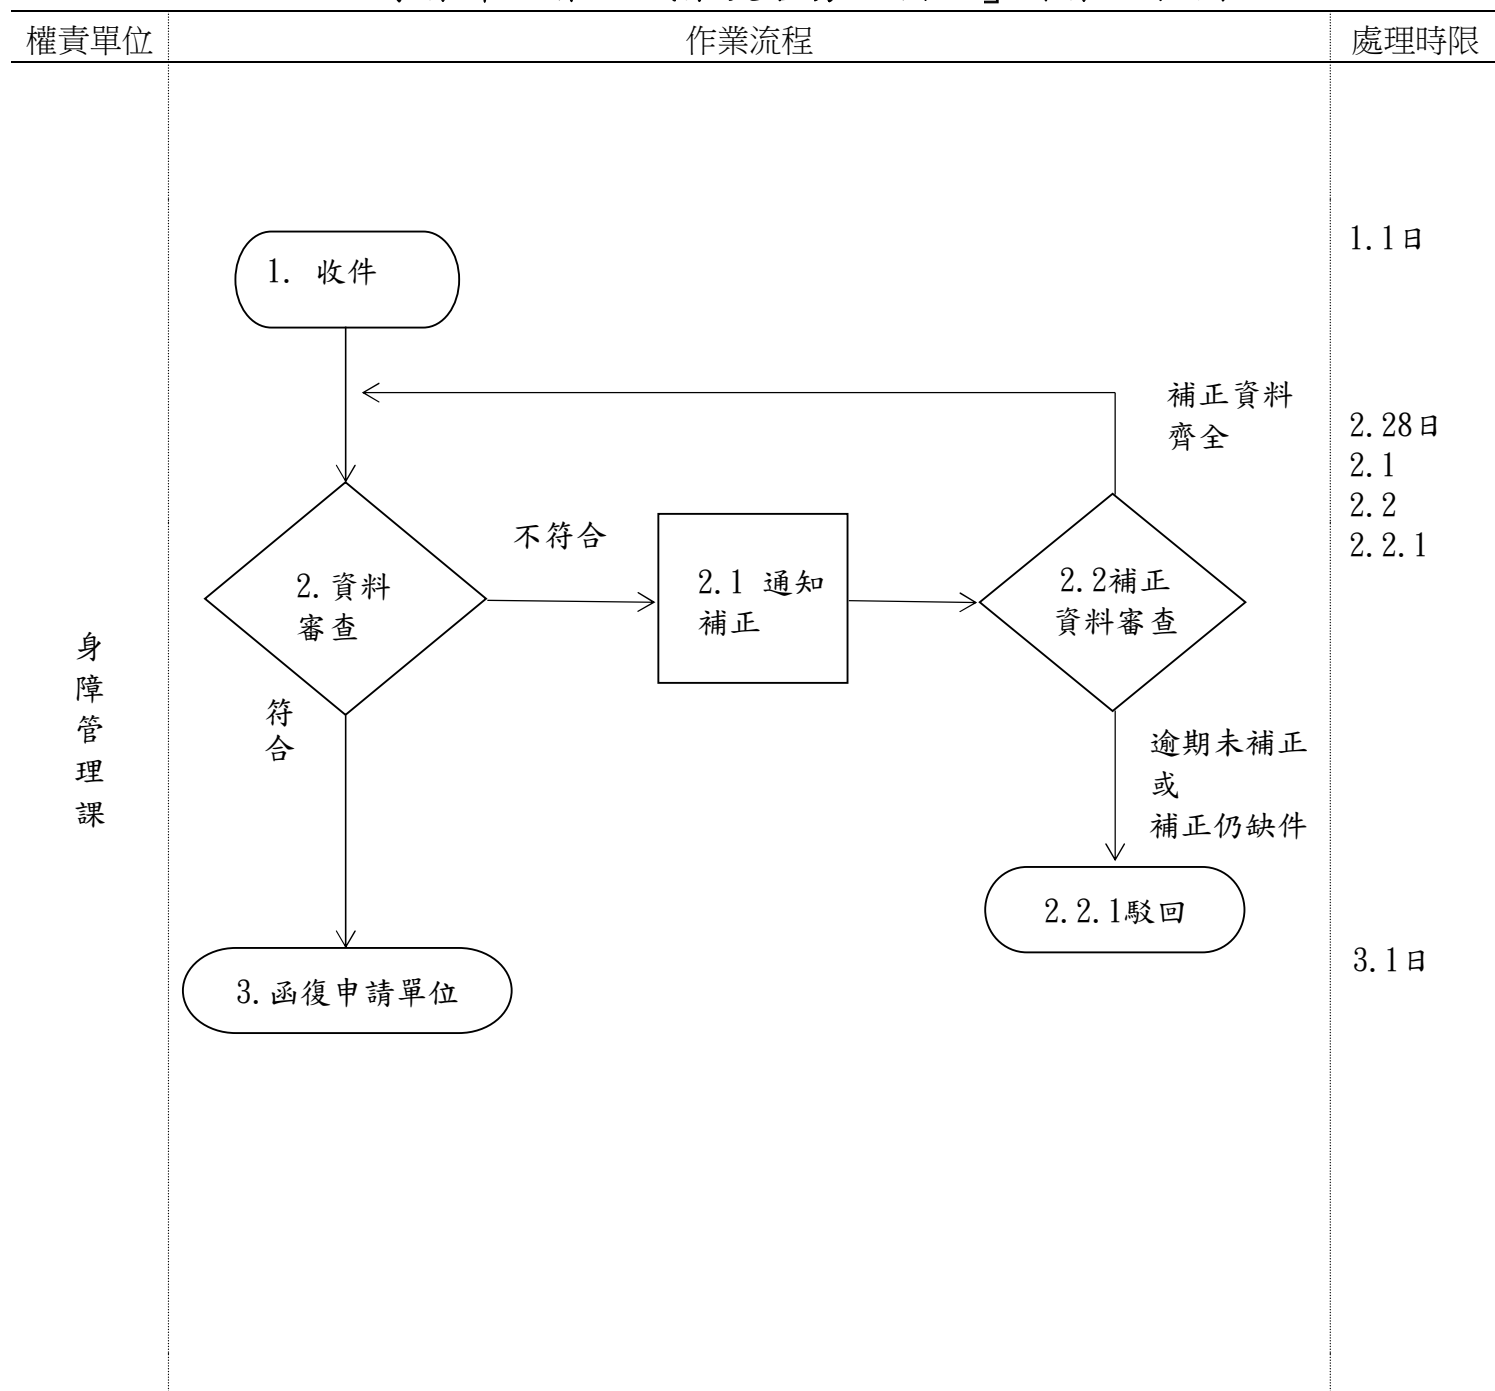 權責單位
作業流程
處理時限
1. 收件
1.1日
補正資料
齊全
2.28日
2.1
2.2
2.2.1
不符合
2.資料
審查
2.1 通知
補正
2.2補正
資料審查
身
障
管
理
課
符
合
逾期未補正
或
補正仍缺件
2.2.1駁回
3.函復申請單位
3.1日